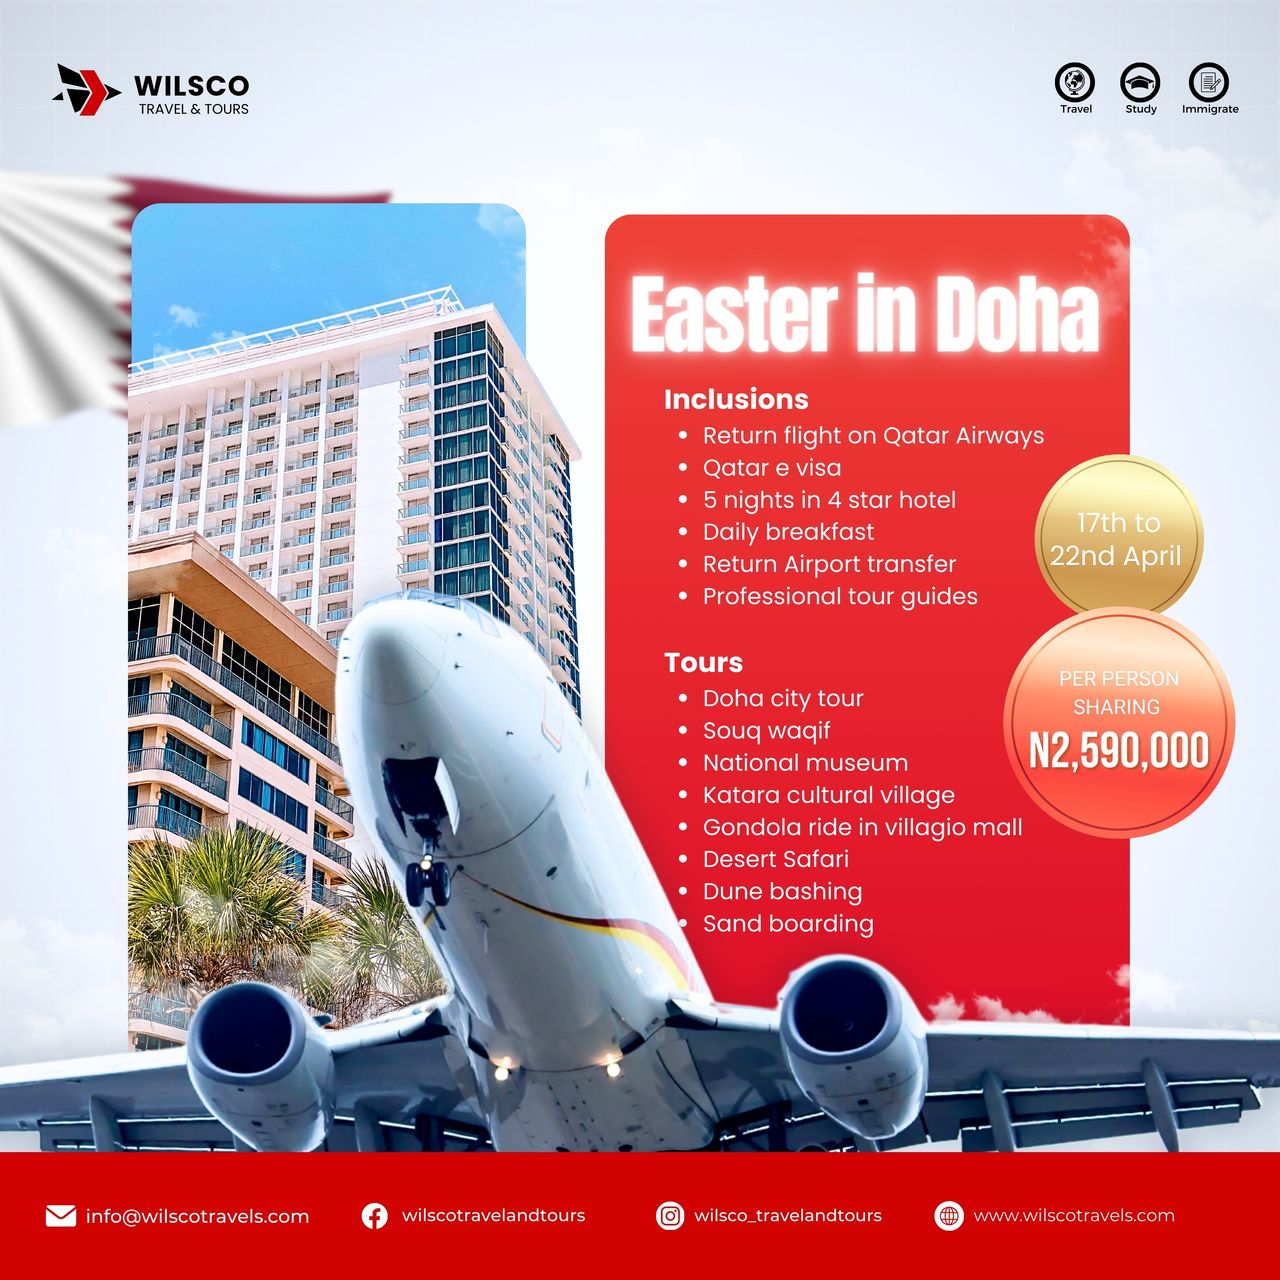 WILSCO
TRAVEL & TOURS
Travel
Study
Immigrate
Easter in Doha
Inclusions
• Return flight on Qatar Airways
• Qatar e visa
• 5 nights in 4 star hotel
• Daily breakfast
• Return Airport transfer
• Professional tour guides
17th to
22nd April
Tours
• Doha city tour
• Souq waqif
• National museum
• Katara cultural village
• Gondola ride in villagio mall
• Desert Safari
• Dune bashing
• Sand boarding
PER PERSON
SHARING
N2,590,000
info@wilscotravels.com
wilscotravelandtours
wilsco_travelandtours
www.wilscotravels.com